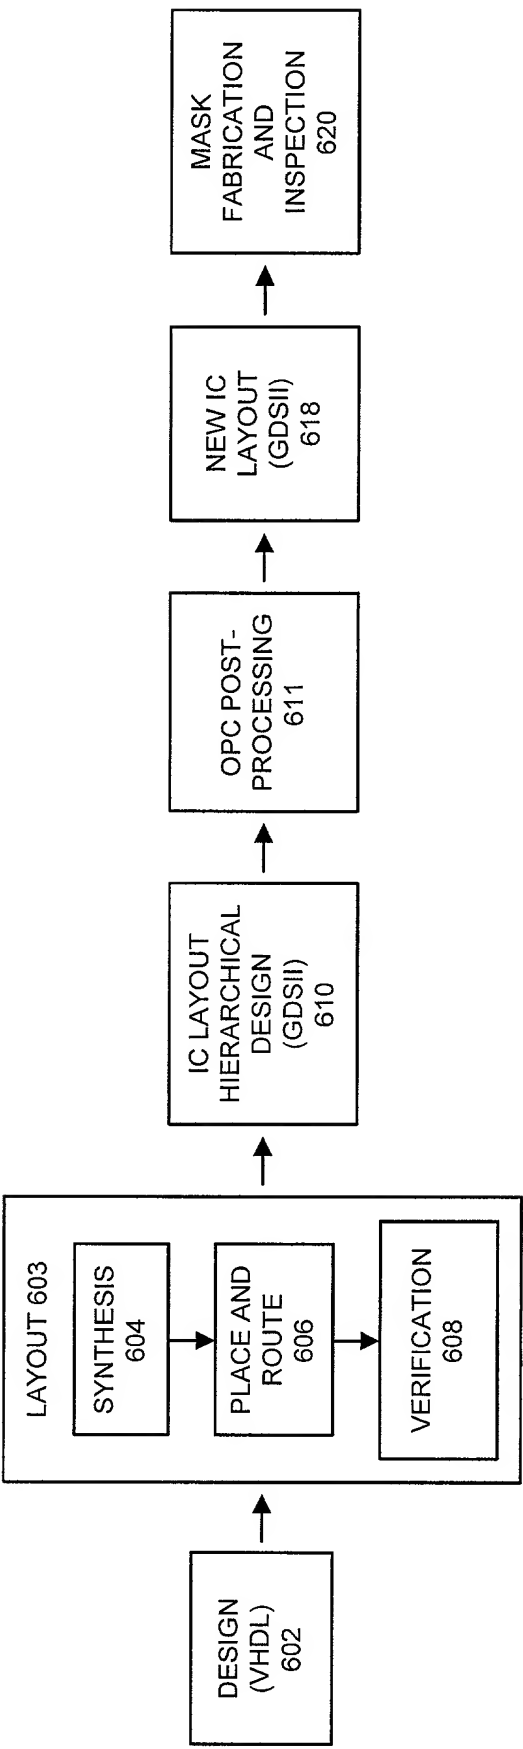 DESIGN
(VHDL)
602
LAYOUT 603
SYNTHESIS
604
PLACE AND
ROUTE
606
VERIFICATION
608
IC LAYOUT
HIERARCHICAL
DESIGN
(GDSII)
610
OPC POST-
PROCESSING
611
NEW IC
LAYOUT
(GDSII)
618
MASK
FABRICATION
AND
INSPECTION
620